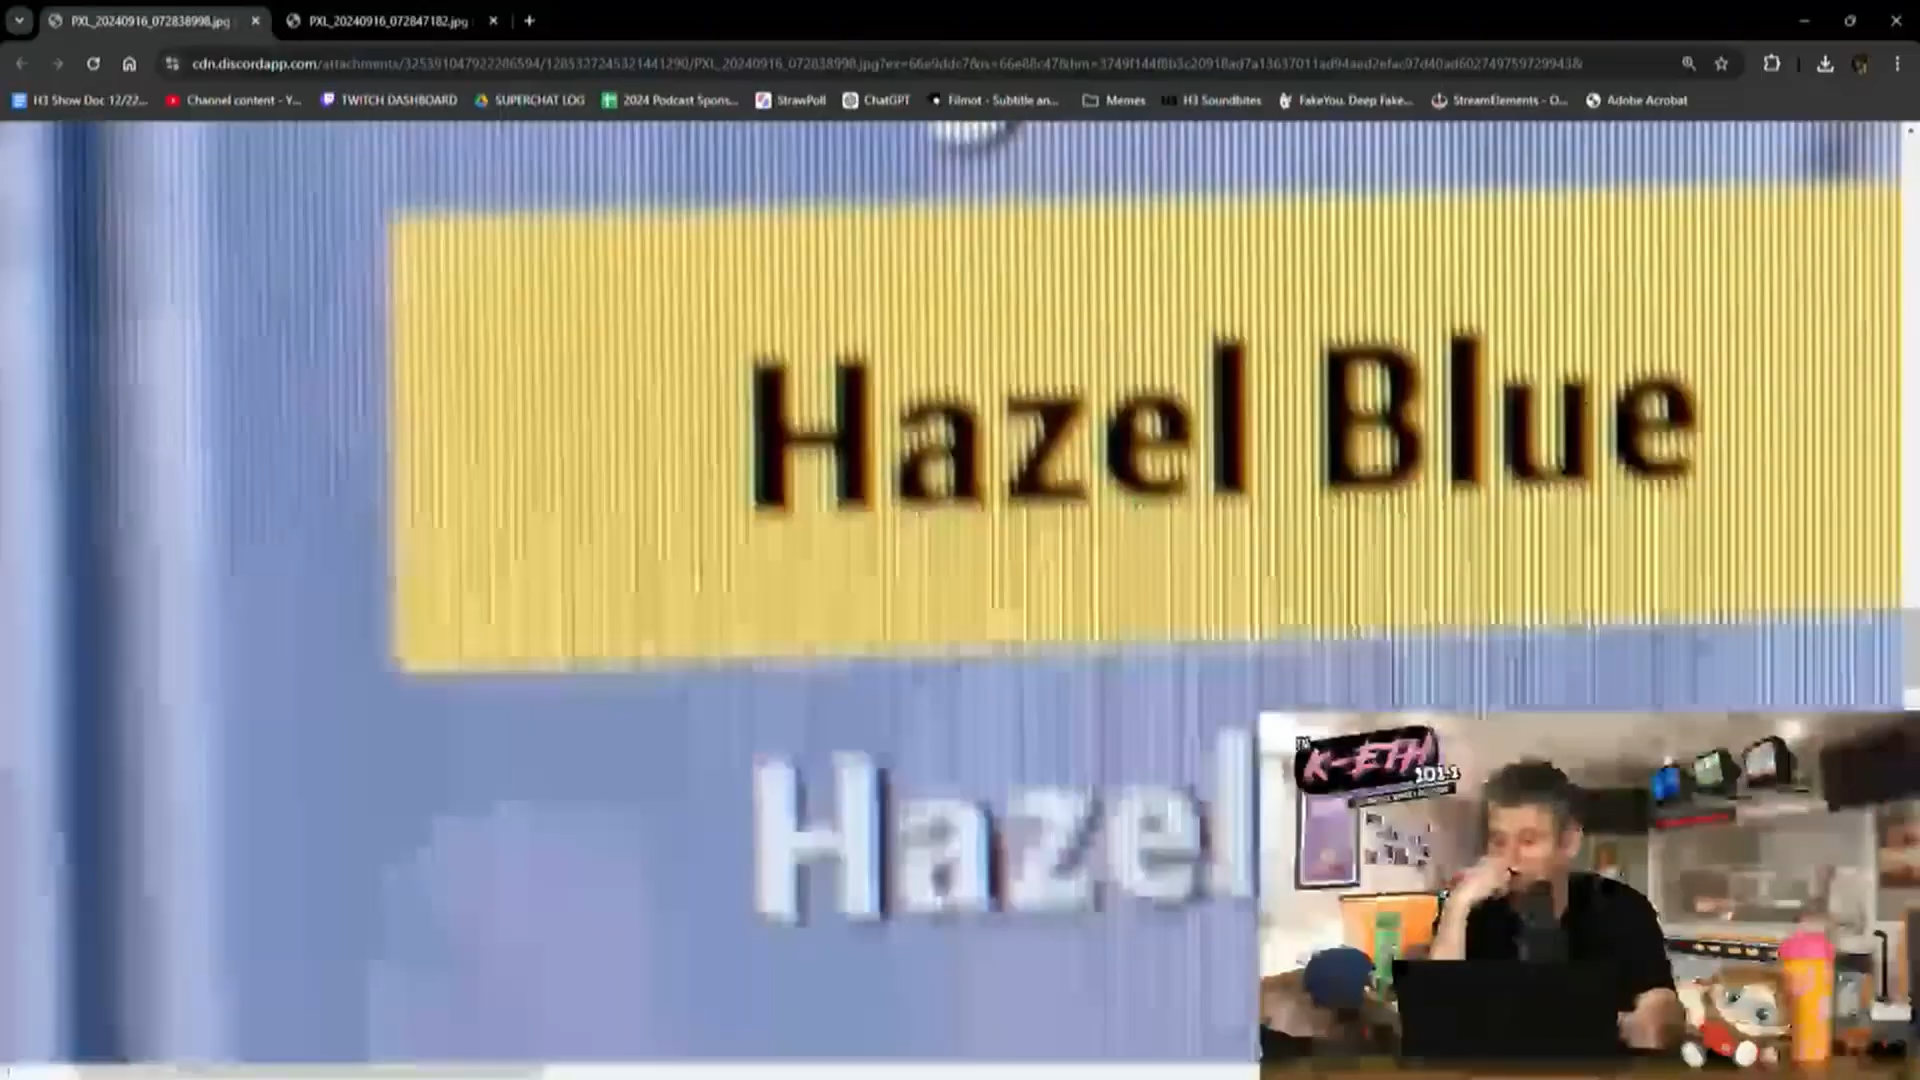 PXL_20240916_072838998.jpg
PXL_20240916_072847182.jpg
H3 Show Doc 12/22...
Channel content - Y...
TWITCH DASHBOARD
SUPERCHAT LOG
2024 Podcast Spons...
StrawPoll
ChatGPT
Filmot - Subtitle an...
Memes
H3 Soundbites
FakeYou. Deep Fake...
StreamElements - O...
Adobe Acrobat
Hazel Blue
Hazel
K-ETH
101.1